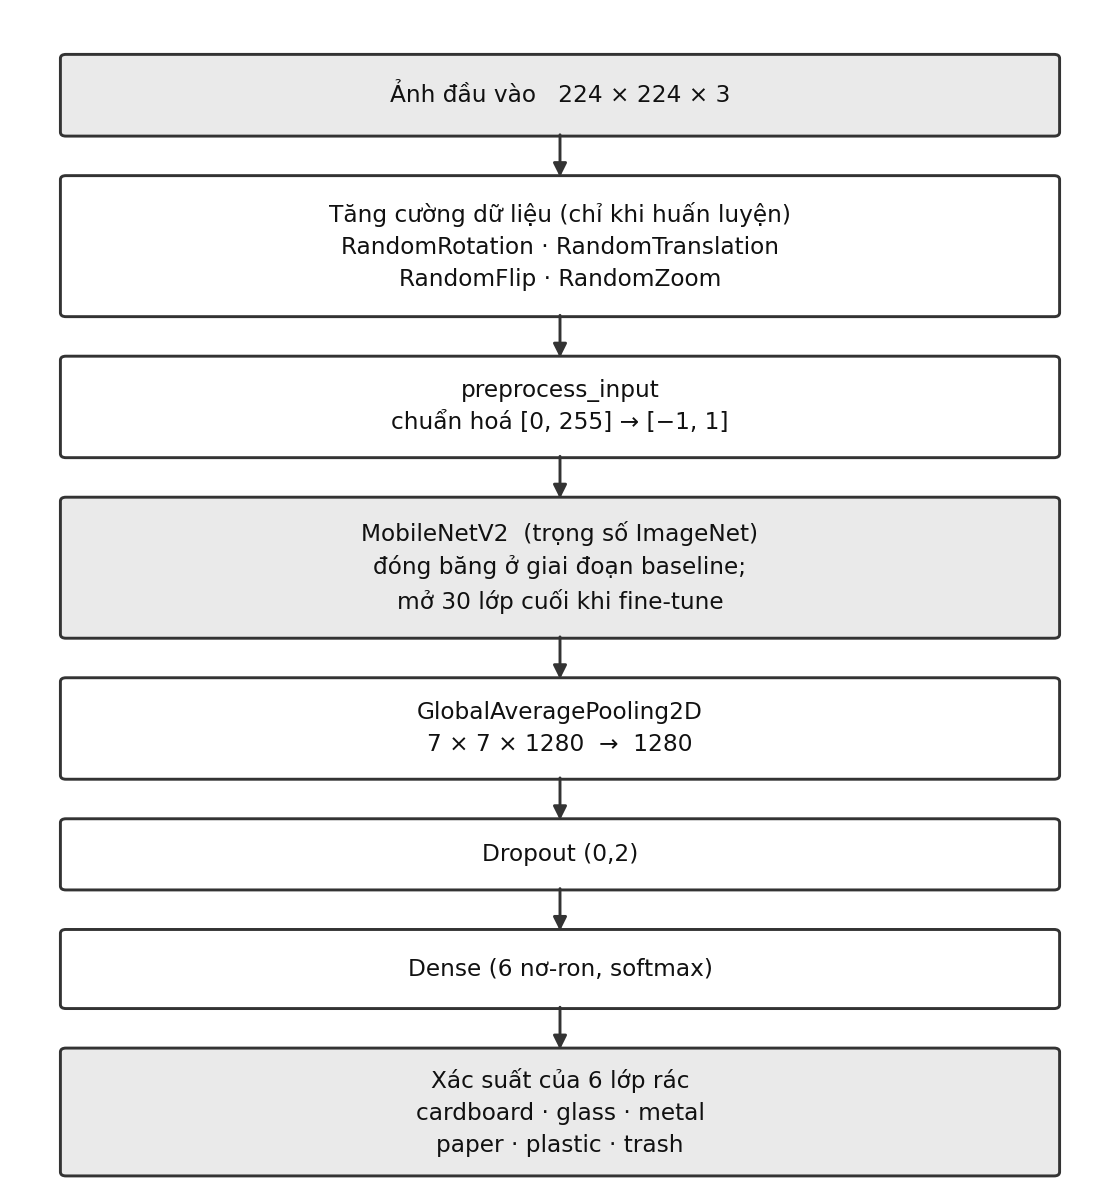 Ảnh đầu vào   224 × 224 × 3
Tăng cường dữ liệu (chỉ khi huấn luyện)
RandomRotation · RandomTranslation
RandomFlip · RandomZoom
preprocess_input
chuẩn hoá [0, 255] → [−1, 1]
MobileNetV2  (trọng số ImageNet)
đóng băng ở giai đoạn baseline;
mở 30 lớp cuối khi fine-tune
GlobalAveragePooling2D
7 × 7 × 1280  →  1280
Dropout (0,2)
Dense (6 nơ-ron, softmax)
Xác suất của 6 lớp rác
cardboard · glass · metal
paper · plastic · trash